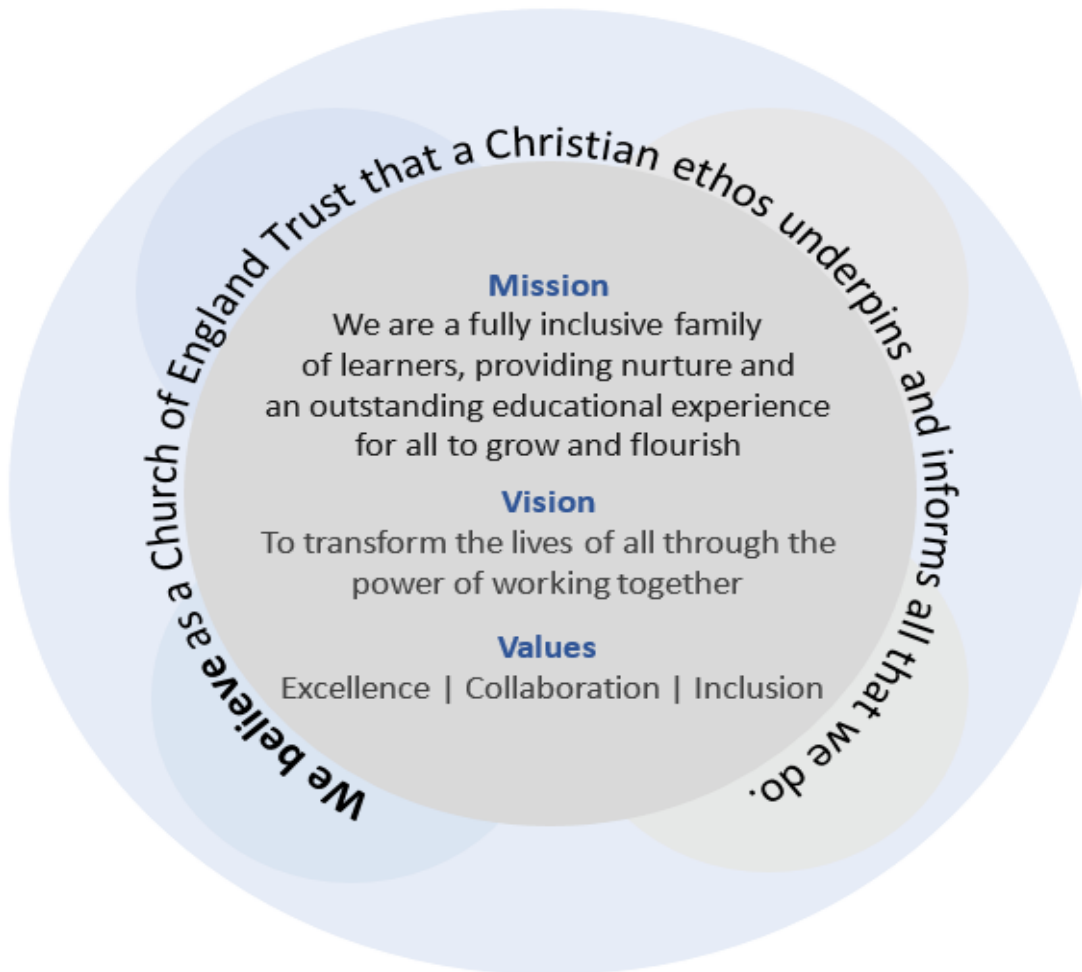 We believe as a Church of England Trust that a Christian ethos underpins and informs all that we do.
Mission
We are a fully inclusive family
of learners, providing nurture and
an outstanding educational experience
for all to grow and flourish
Vision
To transform the lives of all through the
power of working together
Values
Excellence | Collaboration | Inclusion